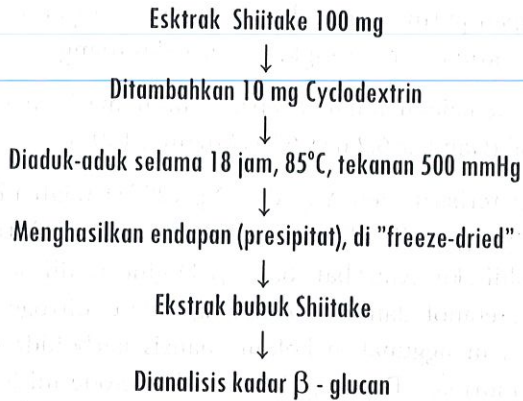 Esktrak Shiitake 100 mg
↓
Ditambahkan 10 mg Cyclodextrin
↓
Diaduk-aduk selama 18 jam, 85°C, tekanan 500 mmHg
↓
Menghasilkan endapan (presipitat), di "freeze-dried"
↓
Ekstrak bubuk Shiitake
↓
Dianalisis kadar β - glucan